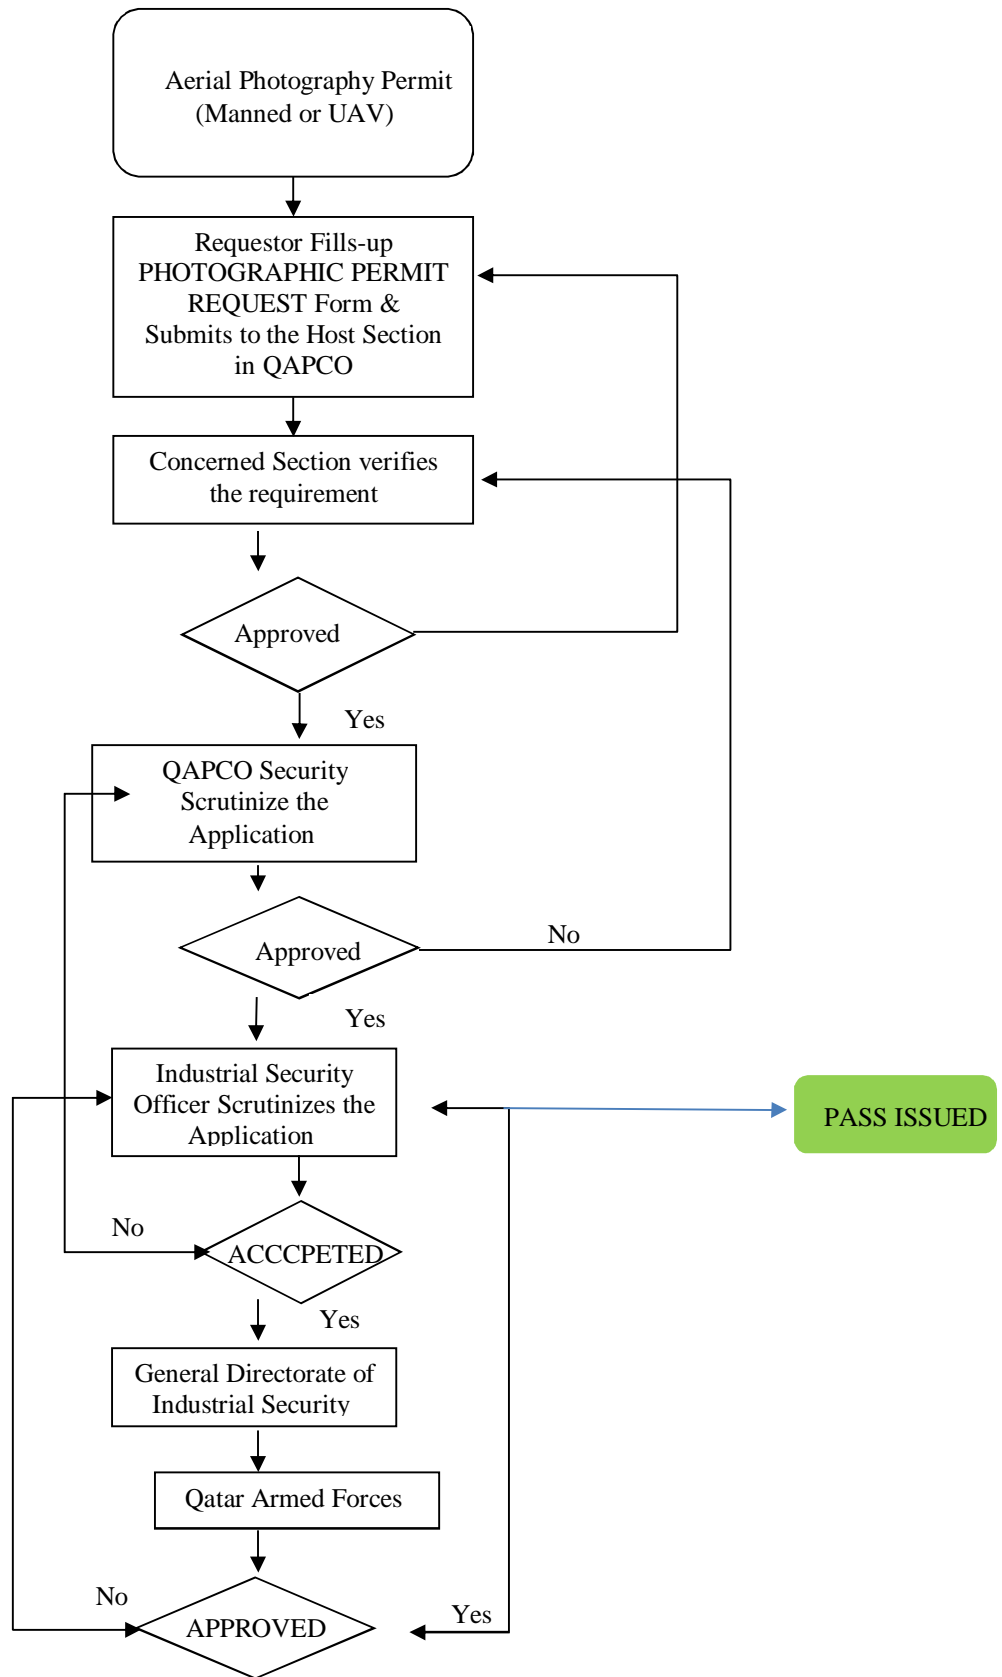 Aerial Photography Permit
(Manned or UAV)
Requestor Fills-up
PHOTOGRAPHIC PERMIT
REQUEST Form &
Submits to the Host Section
in QAPCO
Concerned Section verifies
the requirement
Approved
Yes
QAPCO Security
Scrutinize the
Application
Approved
No
Yes
Industrial Security
Officer Scrutinizes the
Application
PASS ISSUED
No
ACCCPETED
Yes
General Directorate of
Industrial Security
Qatar Armed Forces
No
APPROVED
Yes